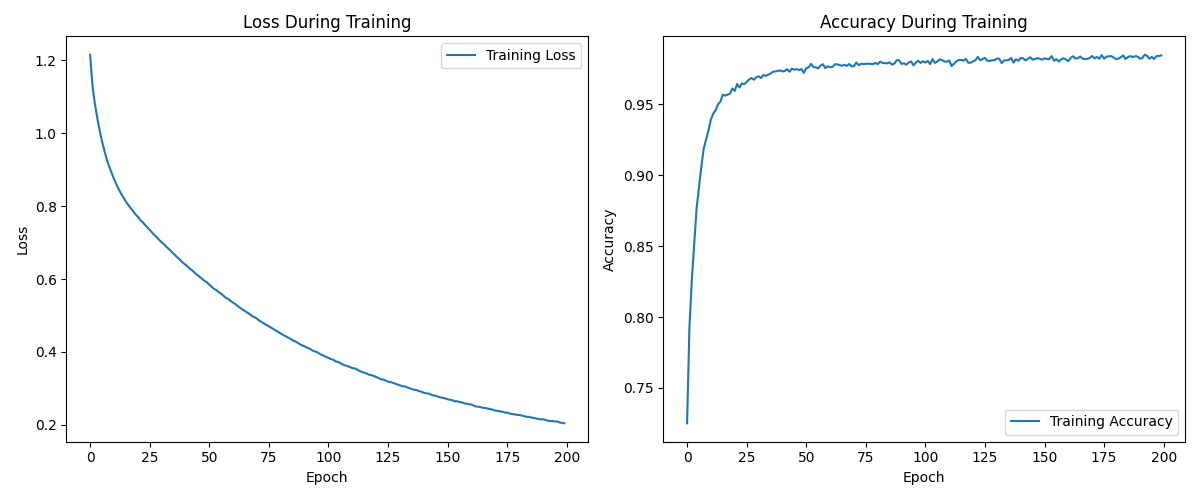 Loss During Training
Training Loss
1.2
1.0
0.8
0.6
0.4
0.2
Loss
0 25 50 75 100 125 150 175 200
Epoch
Accuracy During Training
0.95
0.90
0.85
0.80
0.75
Accuracy
Training Accuracy
0 25 50 75 100 125 150 175 200
Epoch